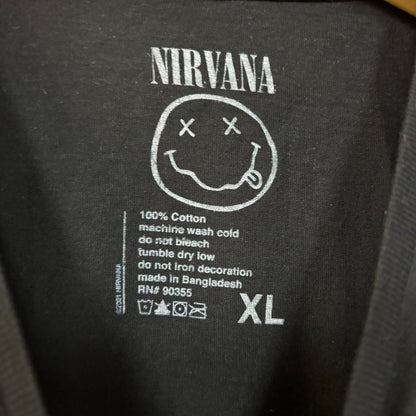 NIRVANA
100% Cotton
machine wash cold
do not bleach
tumble dry low
do not iron decoration
made in Bangladesh
RN# 90355
XL